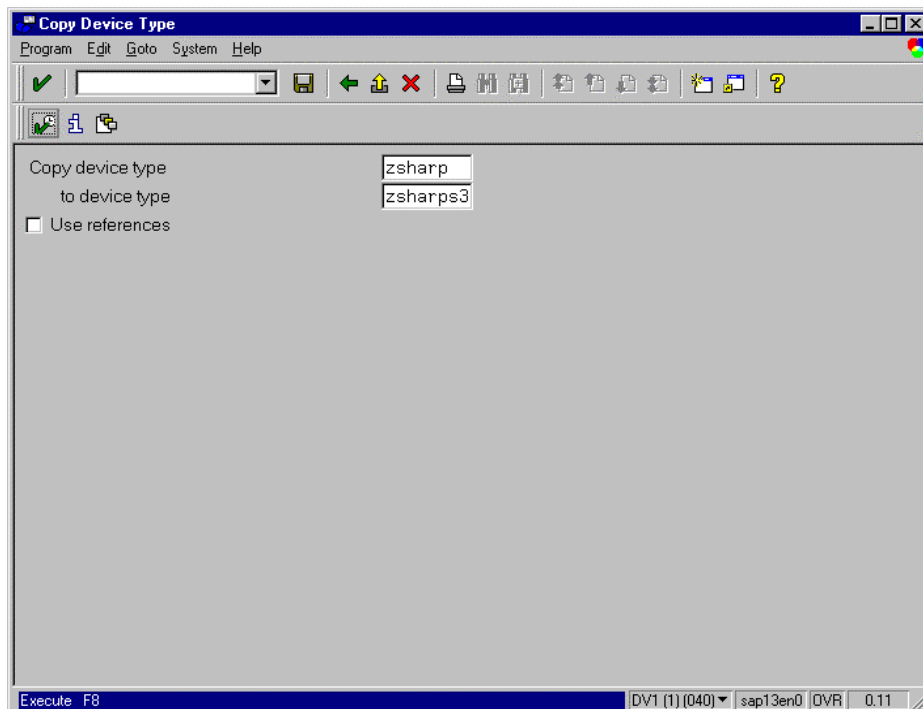 Copy Device Type
Program Edit Goto System Help
Copy device type zsharp
to device type zsharps3
Use references
Execute F8 DV1 (1) (040) sap13en0 OVR 0.11